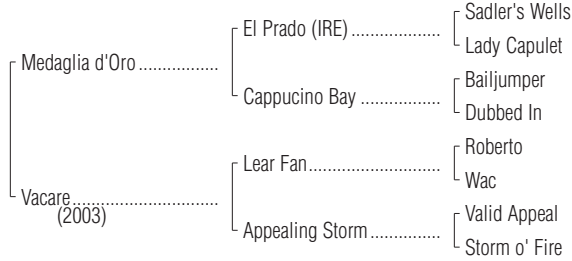 Sadler's Wells
El Prado (IRE) ....................
Lady Capulet
Medaglia d'Oro .................
Bailjumper
Cappucino Bay .................
Dubbed In
Roberto
Lear Fan..............................
Wac
Vacare...............................
(2003)
Valid Appeal
Appealing Storm...............
Storm o' Fire